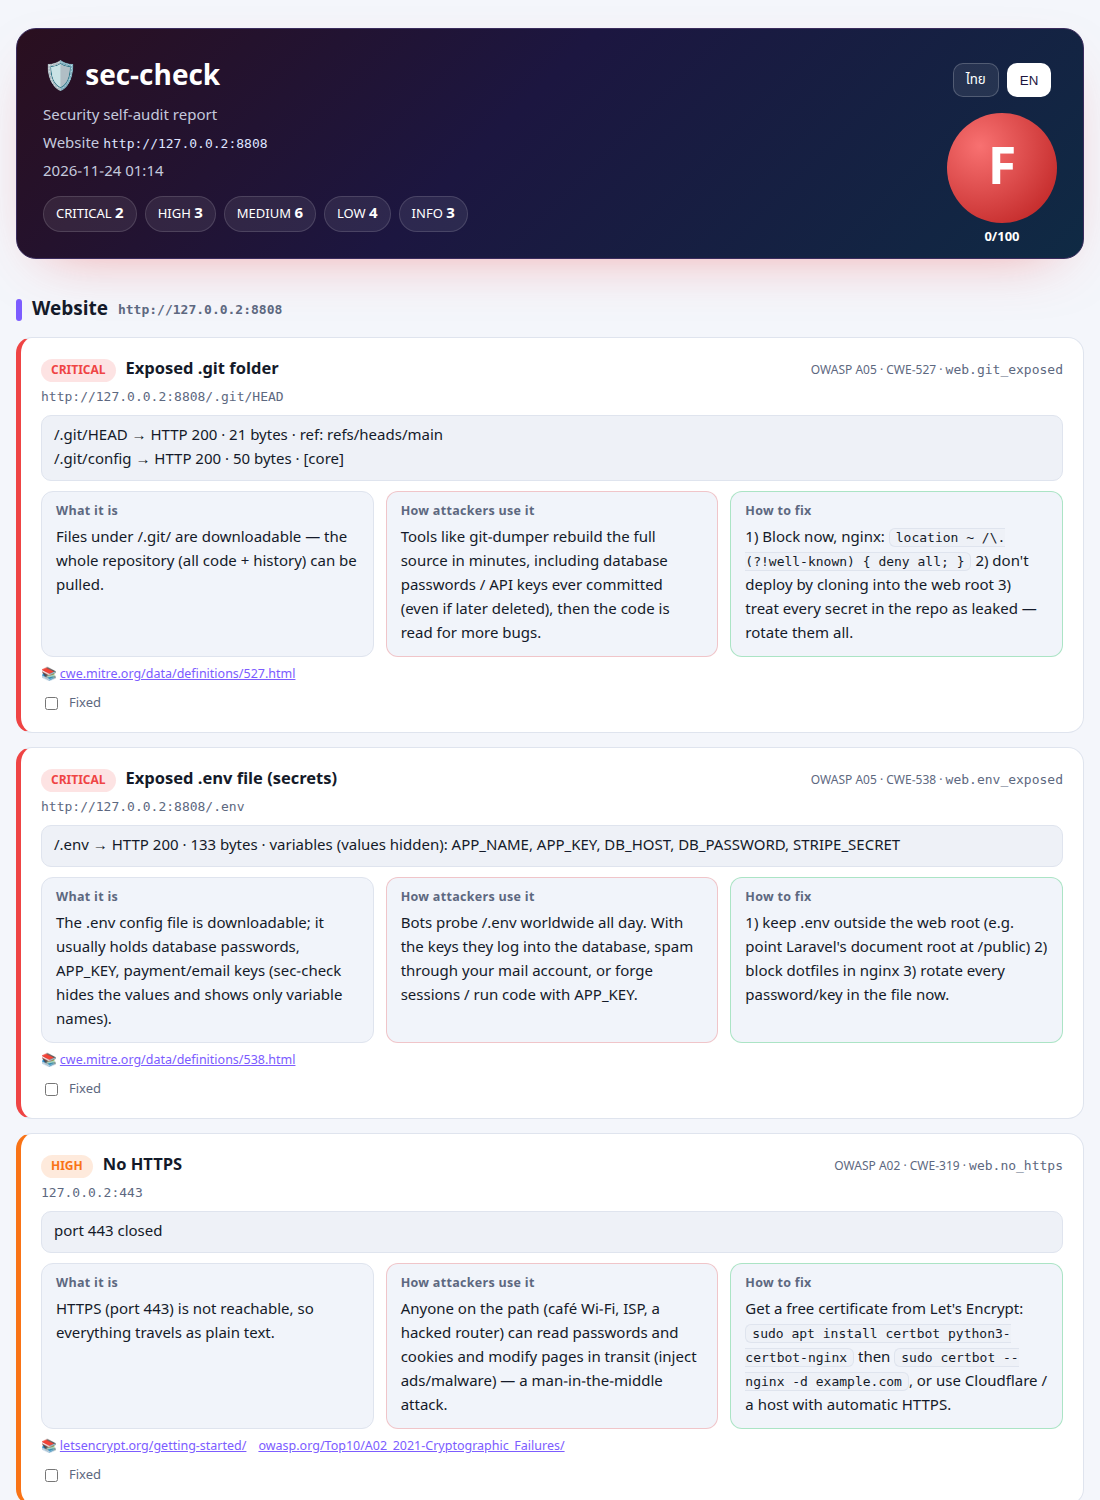 sec-check
ไทย
EN
Security self-audit report
Website http://127.0.0.2:8808
2026-11-24 01:14
CRITICAL 2
HIGH 3
MEDIUM 6
LOW 4
INFO 3
F
0/100
Website http://127.0.0.2:8808
CRITICAL Exposed .git folder
OWASP A05 · CWE-527 · web.git_exposed
http://127.0.0.2:8808/.git/HEAD
/.git/HEAD → HTTP 200 · 21 bytes · ref: refs/heads/main
/.git/config → HTTP 200 · 50 bytes · [core]
What it is
Files under /.git/ are downloadable — the
whole repository (all code + history) can be
pulled.
How attackers use it
Tools like git-dumper rebuild the full
source in minutes, including database
passwords / API keys ever committed
(even if later deleted), then the code is
read for more bugs.
How to fix
1) Block now, nginx: location ~ /\.
(?!well-known) { deny all; } 2) don't
deploy by cloning into the web root 3)
treat every secret in the repo as leaked —
rotate them all.
📚 cwe.mitre.org/data/definitions/527.html
Fixed
CRITICAL Exposed .env file (secrets)
OWASP A05 · CWE-538 · web.env_exposed
http://127.0.0.2:8808/.env
/.env → HTTP 200 · 133 bytes · variables (values hidden): APP_NAME, APP_KEY, DB_HOST, DB_PASSWORD, STRIPE_SECRET
What it is
The .env config file is downloadable; it
usually holds database passwords,
APP_KEY, payment/email keys (sec-check
hides the values and shows only variable
names).
How attackers use it
Bots probe /.env worldwide all day. With
the keys they log into the database, spam
through your mail account, or forge
sessions / run code with APP_KEY.
How to fix
1) keep .env outside the web root (e.g.
point Laravel's document root at /public) 2)
block dotfiles in nginx 3) rotate every
password/key in the file now.
📚 cwe.mitre.org/data/definitions/538.html
Fixed
HIGH No HTTPS
OWASP A02 · CWE-319 · web.no_https
127.0.0.2:443
port 443 closed
What it is
HTTPS (port 443) is not reachable, so
everything travels as plain text.
How attackers use it
Anyone on the path (café Wi-Fi, ISP, a
hacked router) can read passwords and
cookies and modify pages in transit (inject
ads/malware) — a man-in-the-middle
attack.
How to fix
Get a free certificate from Let's Encrypt:
sudo apt install certbot python3-
certbot-nginx then sudo certbot --
nginx -d example.com, or use Cloudflare /
a host with automatic HTTPS.
📚 letsencrypt.org/getting-started/ owasp.org/Top10/A02_2021-Cryptographic_Failures/
Fixed